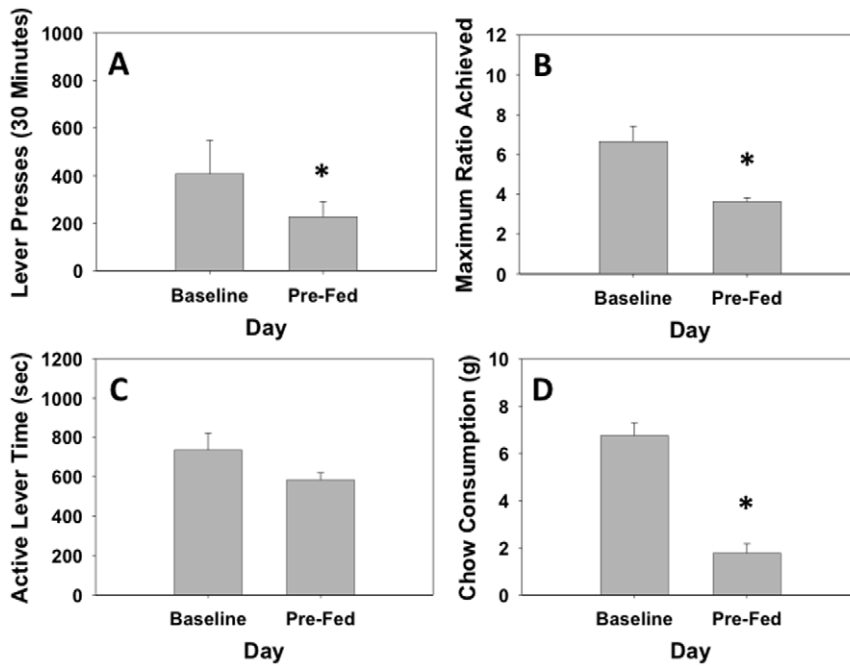 A
Lever Presses (30 Minutes)
1000
800
600
400
200
0
*
Baseline Pre-Fed
Day
B
Maximum Ratio Achieved
12
10
8
6
4
2
0
*
Baseline Pre-Fed
Day
C
Active Lever Time (sec)
1200
1000
800
600
400
200
0
Baseline Pre-Fed
Day
D
Chow Consumption (g)
10
8
6
4
2
0
*
Baseline Pre-Fed
Day